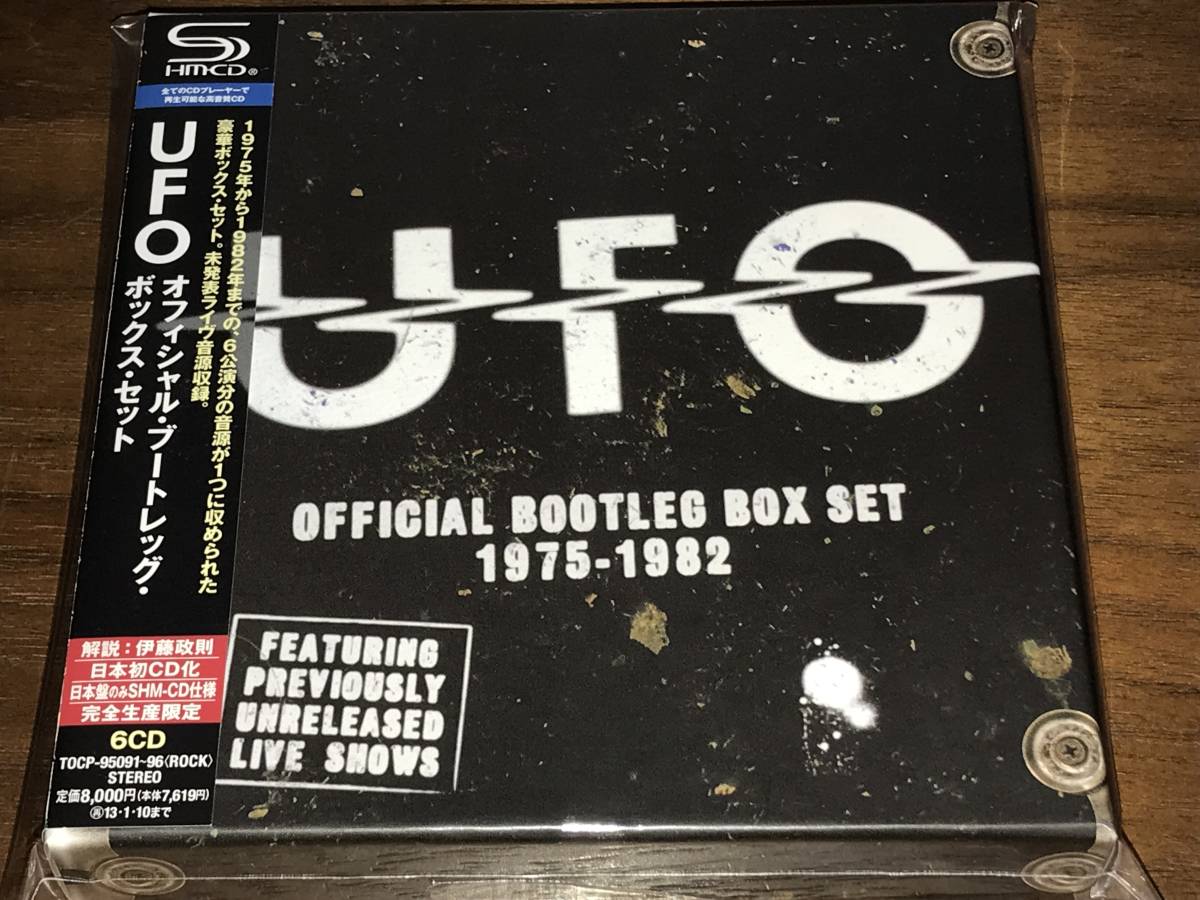 SHM-CD®
全てのCDプレーヤーで
再生可能な高音質CD
1975年から1982年までの、6公演分の音源が1つに収められた
豪華ボックス・セット。未発表ライヴ音源収録。
UFO
オフィシャル・ブートレッグ・
ボックス・セット
解説:伊藤政則
日本初CD化
日本盤のみSHM-CD仕様
完全生産限定
6CD
TOCP-95091~96〈ROCK〉
STEREO
定価8,000円(本体7,619円)
Ⓡ13・1・10まで
UFO
OFFICIAL BOOTLEG BOX SET
1975-1982
FEATURING
PREVIOUSLY
UNRELEASED
LIVE SHOWS